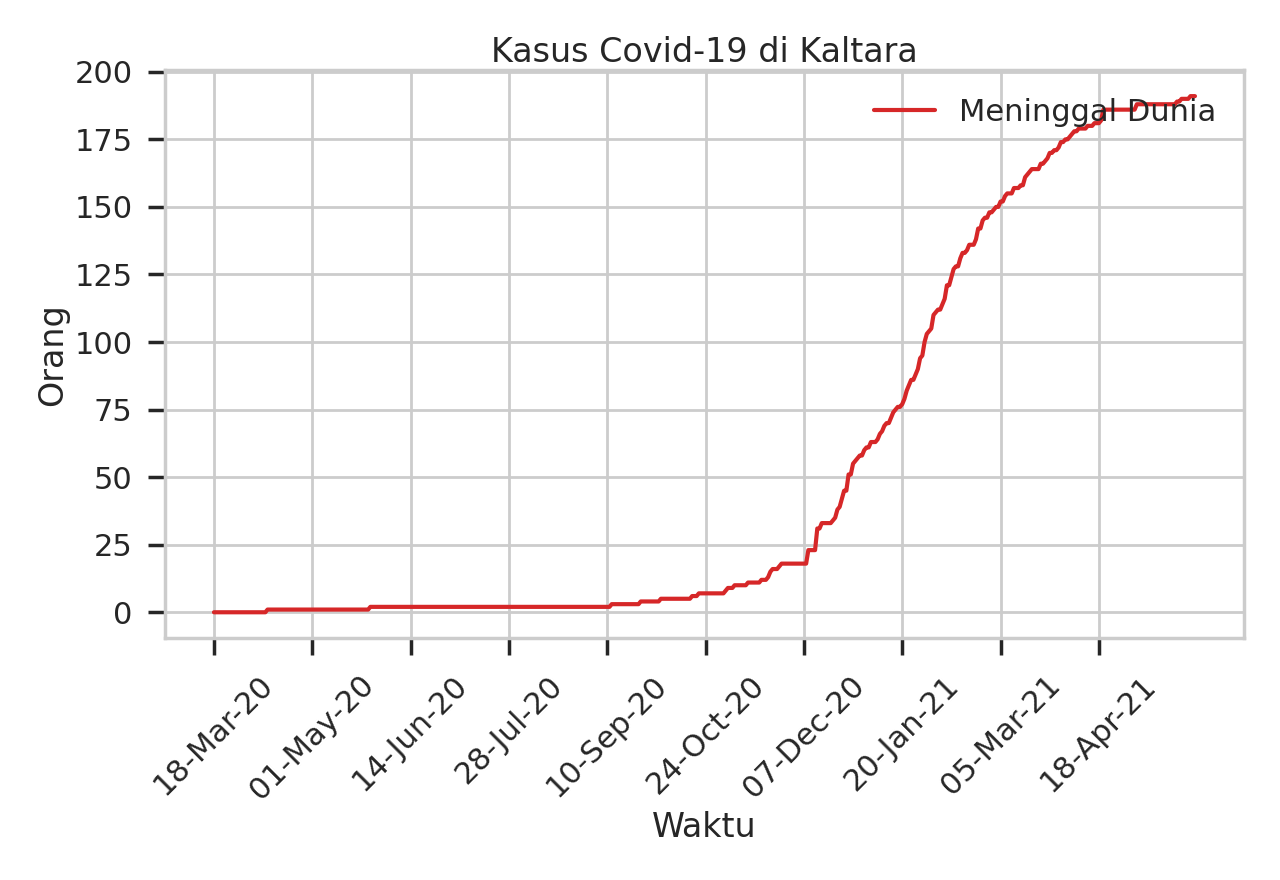 Kasus Covid-19 di Kaltara
Meninggal Dunia
Orang
200
175
150
125
100
75
50
25
0
18-Mar-20
01-May-20
14-Jun-20
28-Jul-20
10-Sep-20
24-Oct-20
07-Dec-20
20-Jan-21
05-Mar-21
18-Apr-21
Waktu